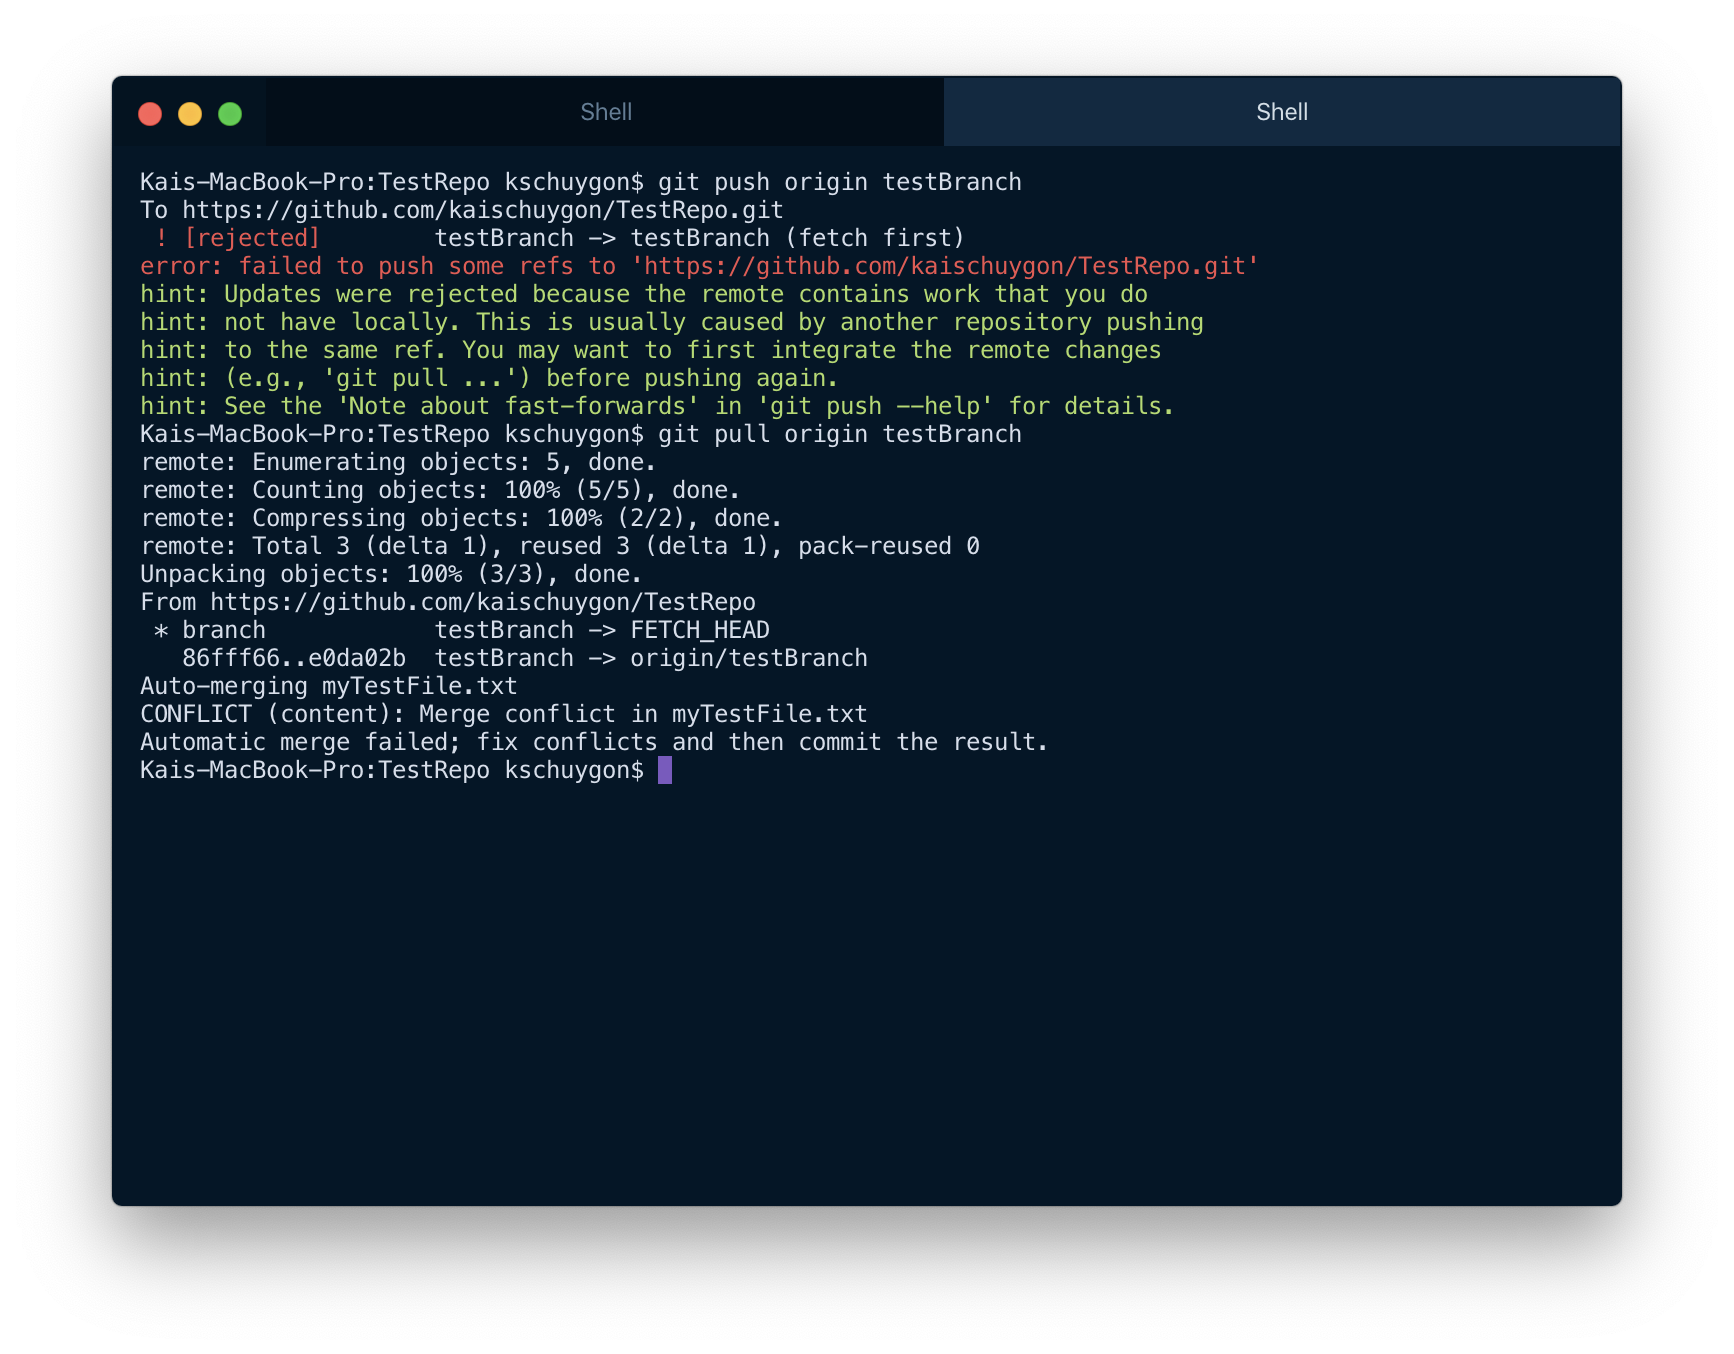 Shell
Shell
Kais-MacBook-Pro:TestRepo kschuygon$ git push origin testBranch
To https://github.com/kaischuygon/TestRepo.git
 ! [rejected]        testBranch -> testBranch (fetch first)
error: failed to push some refs to 'https://github.com/kaischuygon/TestRepo.git'
hint: Updates were rejected because the remote contains work that you do
hint: not have locally. This is usually caused by another repository pushing
hint: to the same ref. You may want to first integrate the remote changes
hint: (e.g., 'git pull ...') before pushing again.
hint: See the 'Note about fast-forwards' in 'git push --help' for details.
Kais-MacBook-Pro:TestRepo kschuygon$ git pull origin testBranch
remote: Enumerating objects: 5, done.
remote: Counting objects: 100% (5/5), done.
remote: Compressing objects: 100% (2/2), done.
remote: Total 3 (delta 1), reused 3 (delta 1), pack-reused 0
Unpacking objects: 100% (3/3), done.
From https://github.com/kaischuygon/TestRepo
 * branch            testBranch -> FETCH_HEAD
   86fff66..e0da02b  testBranch -> origin/testBranch
Auto-merging myTestFile.txt
CONFLICT (content): Merge conflict in myTestFile.txt
Automatic merge failed; fix conflicts and then commit the result.
Kais-MacBook-Pro:TestRepo kschuygon$